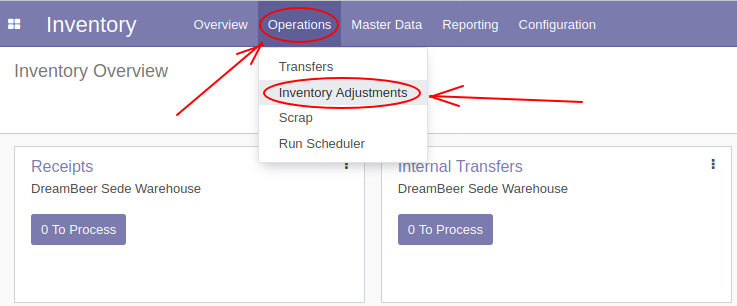 Inventory Overview Operations Master Data Reporting Configuration
Inventory Overview
Transfers
Inventory Adjustments
Scrap
Run Scheduler
Receipts
DreamBeer Sede Warehouse
0 To Process
Internal Transfers
DreamBeer Sede Warehouse
0 To Process